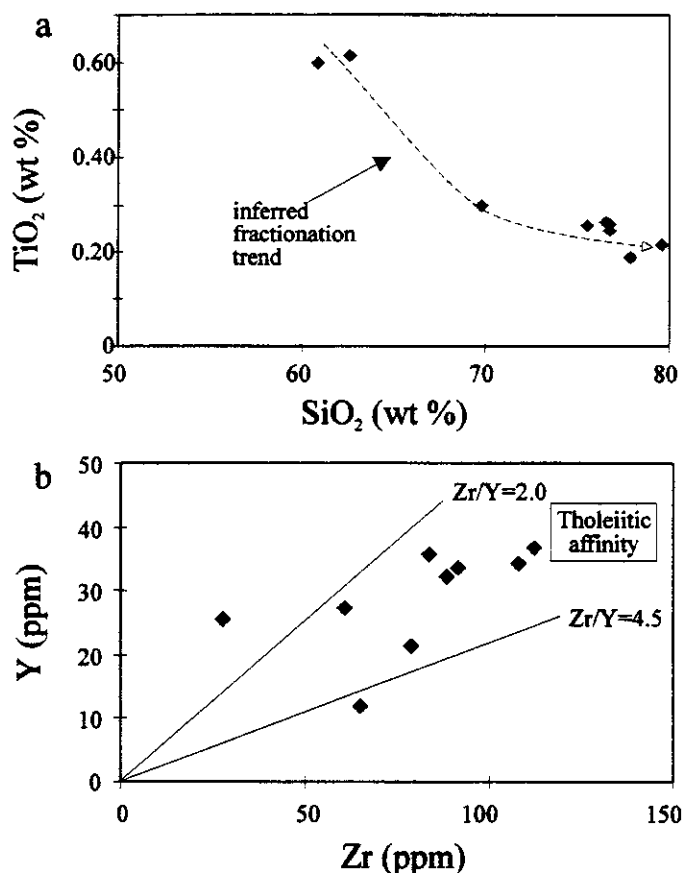 a
0.60
0.40
0.20
0
TiO₂ (wt %)
inferred
fractionation
trend
50
60
70
80
SiO₂ (wt %)
b
50
40
30
20
10
0
Y (ppm)
Zr/Y=2.0
Tholeiitic
affinity
Zr/Y=4.5
0
50
100
150
Zr (ppm)